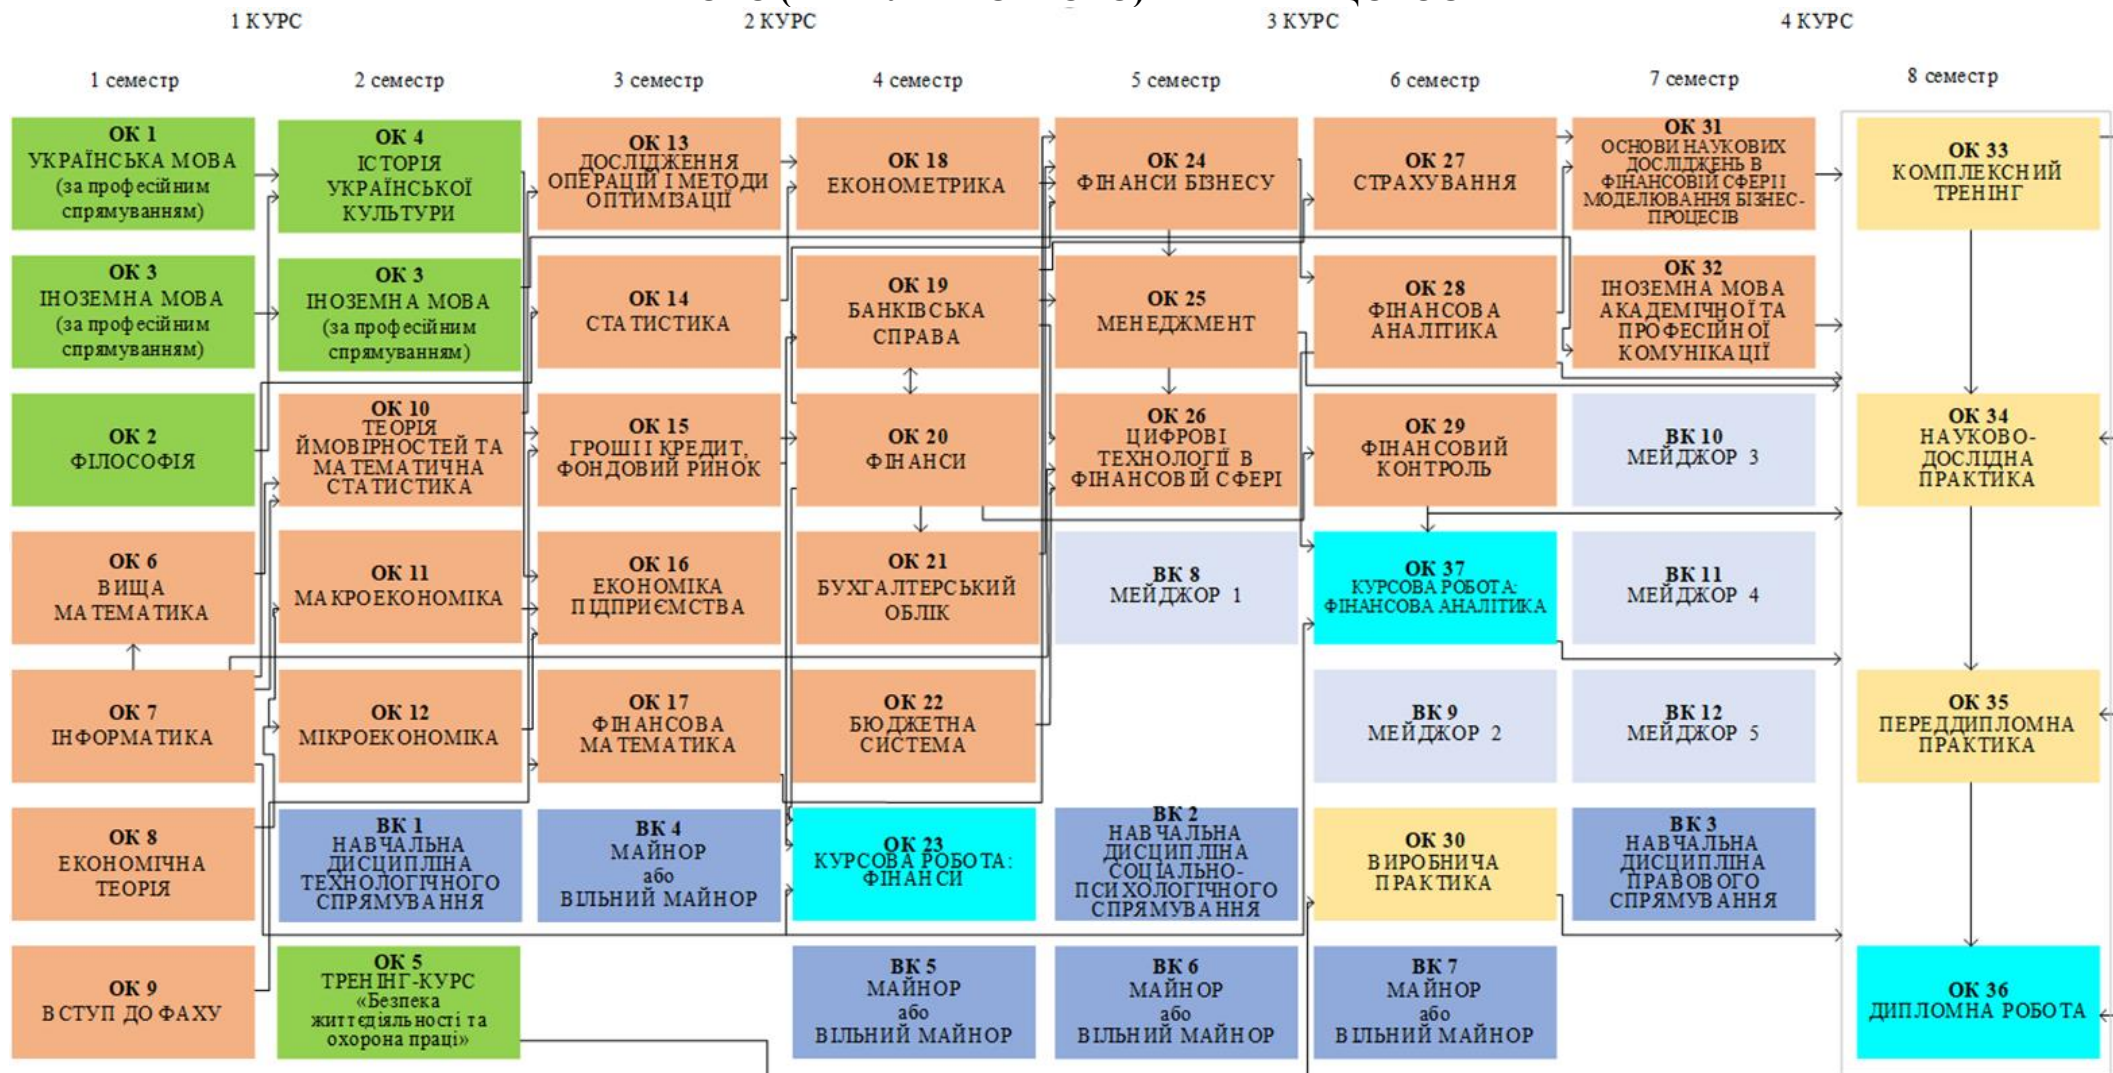 1 КУРС
2 КУРС
3 КУРС
4 КУРС
1 семестр
2 семестр
3 семестр
4 семестр
5 семестр
6 семестр
7 семестр
8 семестр
ОК 1
УКРАЇНСЬКА МОВА
(за професійним
спрямуванням)
ОК 3
ІНОЗЕМНА МОВА
(за професійним
спрямуванням)
ОК 2
ФІЛОСОФІЯ
ОК 6
ВИЩА
МАТЕМАТИКА
ОК 7
ІНФОРМАТИКА
ОК 8
ЕКОНОМІЧНА
ТЕОРІЯ
ОК 9
ВСТУП ДО ФАХУ
ОК 4
ІСТОРІЯ
УКРАЇНСЬКОЇ
КУЛЬТУРИ
ОК 3
ІНОЗЕМНА МОВА
(за професійним
спрямуванням)
ОК 10
ТЕОРІЯ
ЙМОВІРНОСТЕЙ ТА
МАТЕМАТИЧНА
СТАТИСТИКА
ОК 11
МАКРОЕКОНОМІКА
ОК 12
МІКРОЕКОНОМІКА
ВК 1
НАВЧАЛЬНА
ДИСЦИПЛІНА
ТЕХНОЛОГІЧНОГО
СПРЯМУВАННЯ
ОК 5
ТРЕНІНГ-КУРС
«Безпека
життєдіяльності та
охорона праці»
ОК 13
ДОСЛІДЖЕННЯ
ОПЕРАЦІЙ І МЕТОДИ
ОПТИМІЗАЦІЇ
ОК 14
СТАТИСТИКА
ОК 15
ГРОШІ І КРЕДИТ,
ФОНДОВИЙ РИНОК
ОК 16
ЕКОНОМІКА
ПІДПРИЄМСТВА
ОК 17
ФІНАНСОВА
МАТЕМАТИКА
ВК 4
МАЙНОР
або
ВІЛЬНИЙ МАЙНОР
ОК 18
ЕКОНОМЕТРИКА
ОК 19
БАНКІВСЬКА
СПРАВА
ОК 20
ФІНАНСИ
ОК 21
БУХГАЛТЕРСЬКИЙ
ОБЛІК
ОК 22
БЮДЖЕТНА
СИСТЕМА
ОК 23
КУРСОВА РОБОТА:
ФІНАНСИ
ВК 5
МАЙНОР
або
ВІЛЬНИЙ МАЙНОР
ОК 24
ФІНАНСИ БІЗНЕСУ
ОК 25
МЕНЕДЖМЕНТ
ОК 26
ЦИФРОВІ
ТЕХНОЛОГІЇ В
ФІНАНСОВІЙ СФЕРІ
ВК 8
МЕЙДЖОР 1
ВК 2
НАВЧАЛЬНА
ДИСЦИПЛІНА
СОЦІАЛЬНО-
ПСИХОЛОГІЧНОГО
СПРЯМУВАННЯ
ВК 6
МАЙНОР
або
ВІЛЬНИЙ МАЙНОР
ОК 27
СТРАХУВАННЯ
ОК 28
ФІНАНСОВА
АНАЛІТИКА
ОК 29
ФІНАНСОВИЙ
КОНТРОЛЬ
ОК 37
КУРСОВА РОБОТА:
ФІНАНСОВА АНАЛІТИКА
ВК 9
МЕЙДЖОР 2
ОК 30
ВИРОБНИЧА
ПРАКТИКА
ВК 7
МАЙНОР
або
ВІЛЬНИЙ МАЙНОР
ОК 31
ОСНОВИ НАУКОВИХ
ДОСЛІДЖЕНЬ В
ФІНАНСОВІЙ СФЕРІ І
МОДЕЛЮВАННЯ БІЗНЕС-
ПРОЦЕСІВ
ОК 32
ІНОЗЕМНА МОВА
АКАДЕМІЧНОЇ ТА
ПРОФЕСІЙНОЇ
КОМУНІКАЦІЇ
ВК 10
МЕЙДЖОР 3
ВК 11
МЕЙДЖОР 4
ВК 12
МЕЙДЖОР 5
ВК 3
НАВЧАЛЬНА
ДИСЦИПЛІНА
ПРАВОВОГО
СПРЯМУВАННЯ
ОК 33
КОМПЛЕКСНИЙ
ТРЕНІНГ
ОК 34
НАУКОВО-
ДОСЛІДНА
ПРАКТИКА
ОК 35
ПЕРЕДДИПЛОМНА
ПРАКТИКА
ОК 36
ДИПЛОМНА РОБОТА